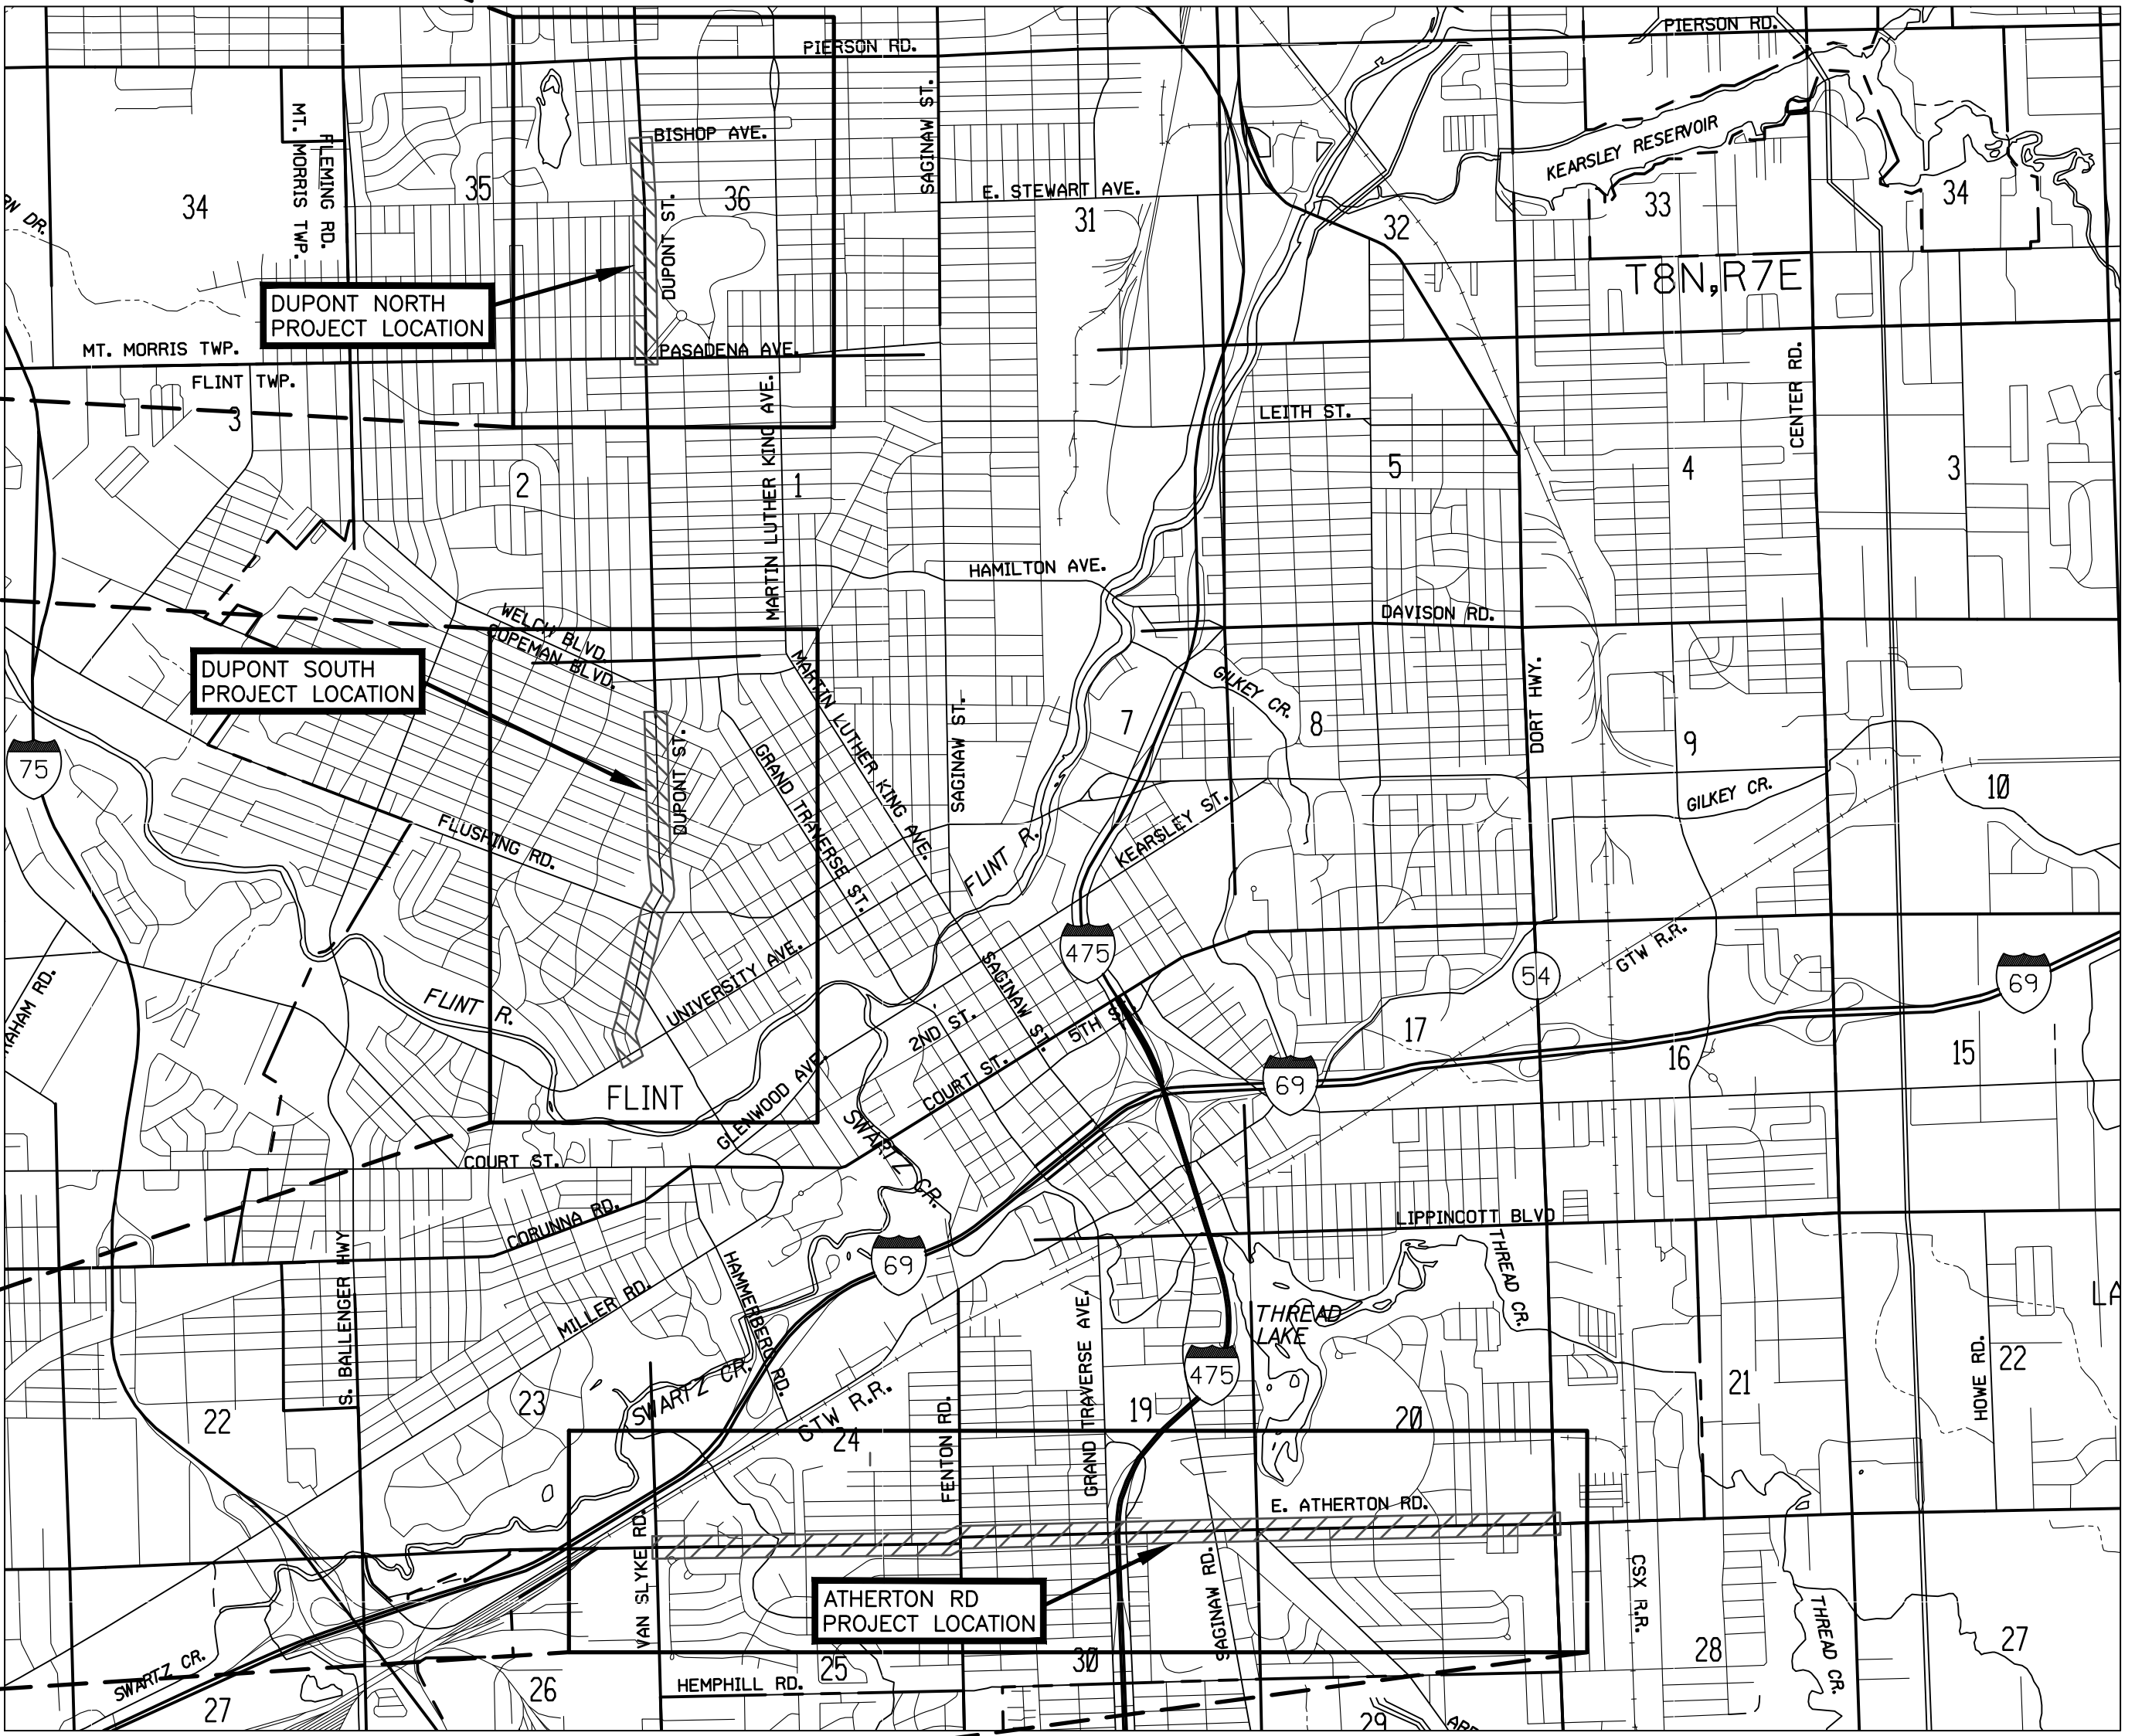 PIERSON RD.
PIERSON RD.
MT. MORRIS TWP.
FLEMING RD.
SAGINAW ST.
BISHOP AVE.
KEARSLEY RESERVOIR
34
35
36
E. STEWART AVE.
31
32
33
34
DUPONT ST.
T8N,R7E
DUPONT NORTH
PROJECT LOCATION
MT. MORRIS TWP.
PASADENA AVE.
FLINT TWP.
3
CENTER RD.
LEITH ST.
MARTIN LUTHER KING AVE.
2
1
5
4
3
HAMILTON AVE.
WELCH BLVD.
COPEMAN BLVD.
DAVISON RD.
DUPONT SOUTH
PROJECT LOCATION
MARTIN LUTHER KING AVE.
GILKEY CR.
DORT HWY.
7
8
9
SAGINAW ST.
DUPONT ST.
GRAND TRAVERSE ST.
75
10
GILKEY CR.
FLUSHING RD.
FLINT R.
KEARSLEY ST.
UNIVERSITY AVE.
475
GTW R.R.
54
69
AHAM RD.
FLINT R.
SAGINAW ST.
2ND ST.
5TH ST.
17
16
15
FLINT
GLENWOOD AVE.
COURT ST.
69
SWARTZ CR.
COURT ST.
CORUNNA RD.
LIPPINCOTT BLVD
THREAD CR.
69
S. BALLENGER HWY
HAMMERBERG RD.
MILLER RD.
GRAND TRAVERSE AVE.
THREAD
LAKE
LA
475
HOWE RD.
22
23
SWARTZ CR.
GTW R.R.
24
FENTON RD.
19
20
21
22
E. ATHERTON RD.
VAN SLYKE RD.
SAGINAW RD.
CSX R.R.
ATHERTON RD
PROJECT LOCATION
THREAD CR.
SWARTZ CR.
27
26
25
HEMPHILL RD.
30
29
28
27